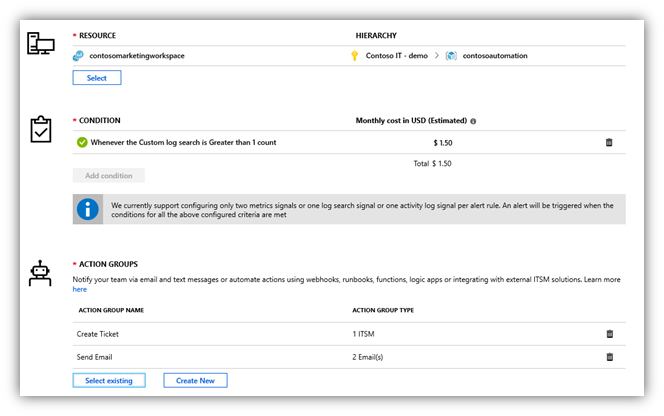 * RESOURCE HIERARCHY
contosomarketingworkspace Contoso IT - demo > contosoautomation
Select
* CONDITION Monthly cost in USD (Estimated)
Whenever the Custom log search is Greater than 1 count $ 1.50
Total $ 1.50
Add condition
We currently support configuring only two metrics signals or one log search signal or one activity log signal per alert rule. An alert will be triggered when the
conditions for all the above configured criteria are met
* ACTION GROUPS
Notify your team via email and text messages or automate actions using webhooks, runbooks, functions, logic apps or integrating with external ITSM solutions. Learn more
here
ACTION GROUP NAME ACTION GROUP TYPE
Create Ticket 1 ITSM
Send Email 2 Email(s)
Select existing Create New